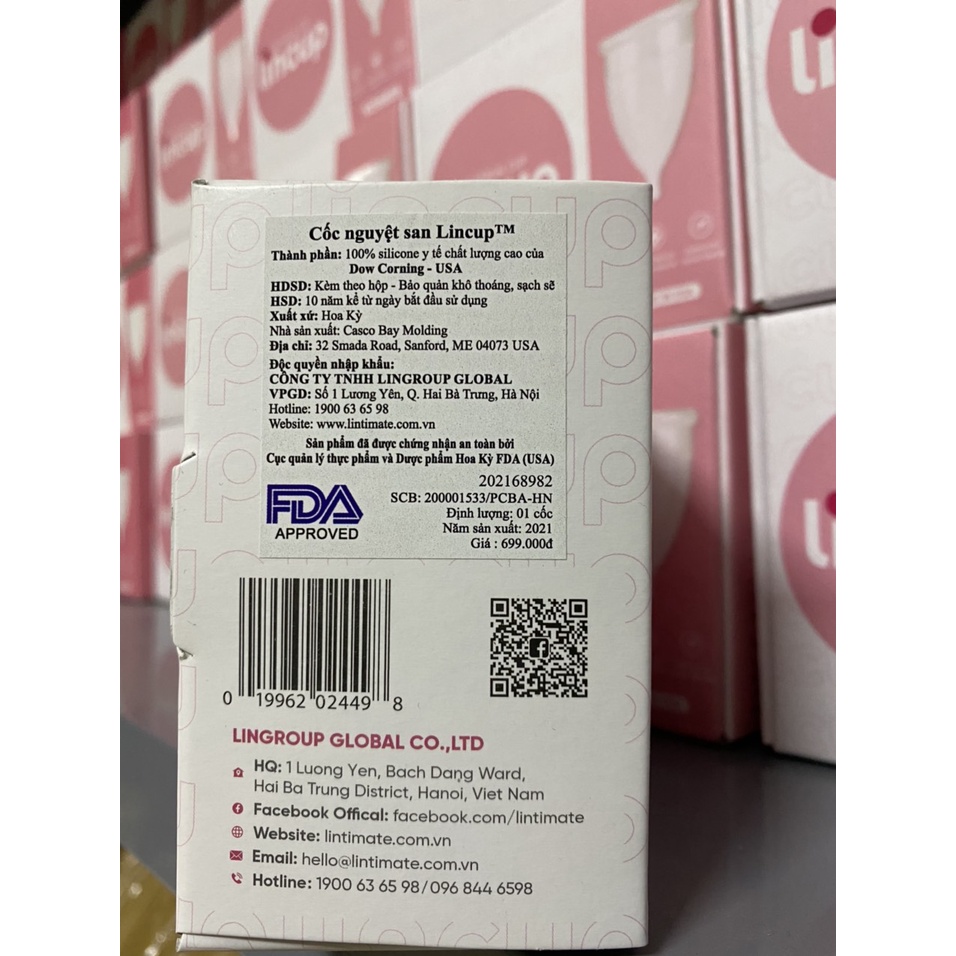 lincup
Cốc nguyệt san Lincup™
Thành phần: 100% silicone y tế chất lượng cao của
Dow Corning - USA
HDSD: Kèm theo hộp - Bảo quản khô thoáng, sạch sẽ
HSD: 10 năm kể từ ngày bắt đầu sử dụng
Xuất xứ: Hoa Kỳ
Nhà sản xuất: Casco Bay Molding
Địa chỉ: 32 Smada Road, Sanford, ME 04073 USA
Độc quyền nhập khẩu:
CÔNG TY TNHH LINGROUP GLOBAL
VPGD: Số 1 Lương Yên, Q. Hai Bà Trưng, Hà Nội
Hotline: 1900 63 65 98
Website: www.lintimate.com.vn
Sản phẩm đã được chứng nhận an toàn bởi
Cục quản lý thực phẩm và Dược phẩm Hoa Kỳ FDA (USA)
202168982
SCB: 200001533/PCBA-HN
Định lượng: 01 cốc
Năm sản xuất: 2021
Giá : 699.000đ
FDA
APPROVED
0 19962 02449 8
LINGROUP GLOBAL CO.,LTD
HQ: 1 Luong Yen, Bach Dang Ward,
Hai Ba Trung District, Hanoi, Viet Nam
Facebook Offical: facebook.com/lintimate
Website: lintimate.com.vn
Email: hello@lintimate.com.vn
Hotline: 1900 63 65 98/096 844 6598